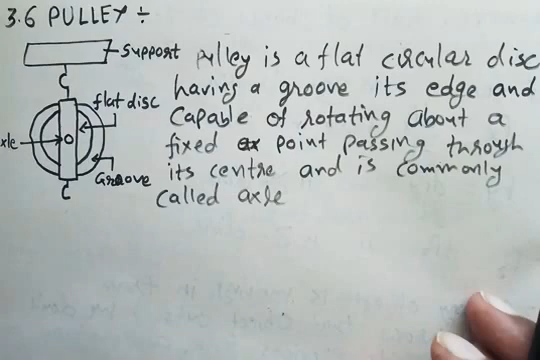 3.6 PULLEY ÷
Support
flat disc
xle
Groove
Pulley is a flat circular disc
having a groove its edge and
capable of rotating about a
fixed point passing through
its centre and is commonly
called axle